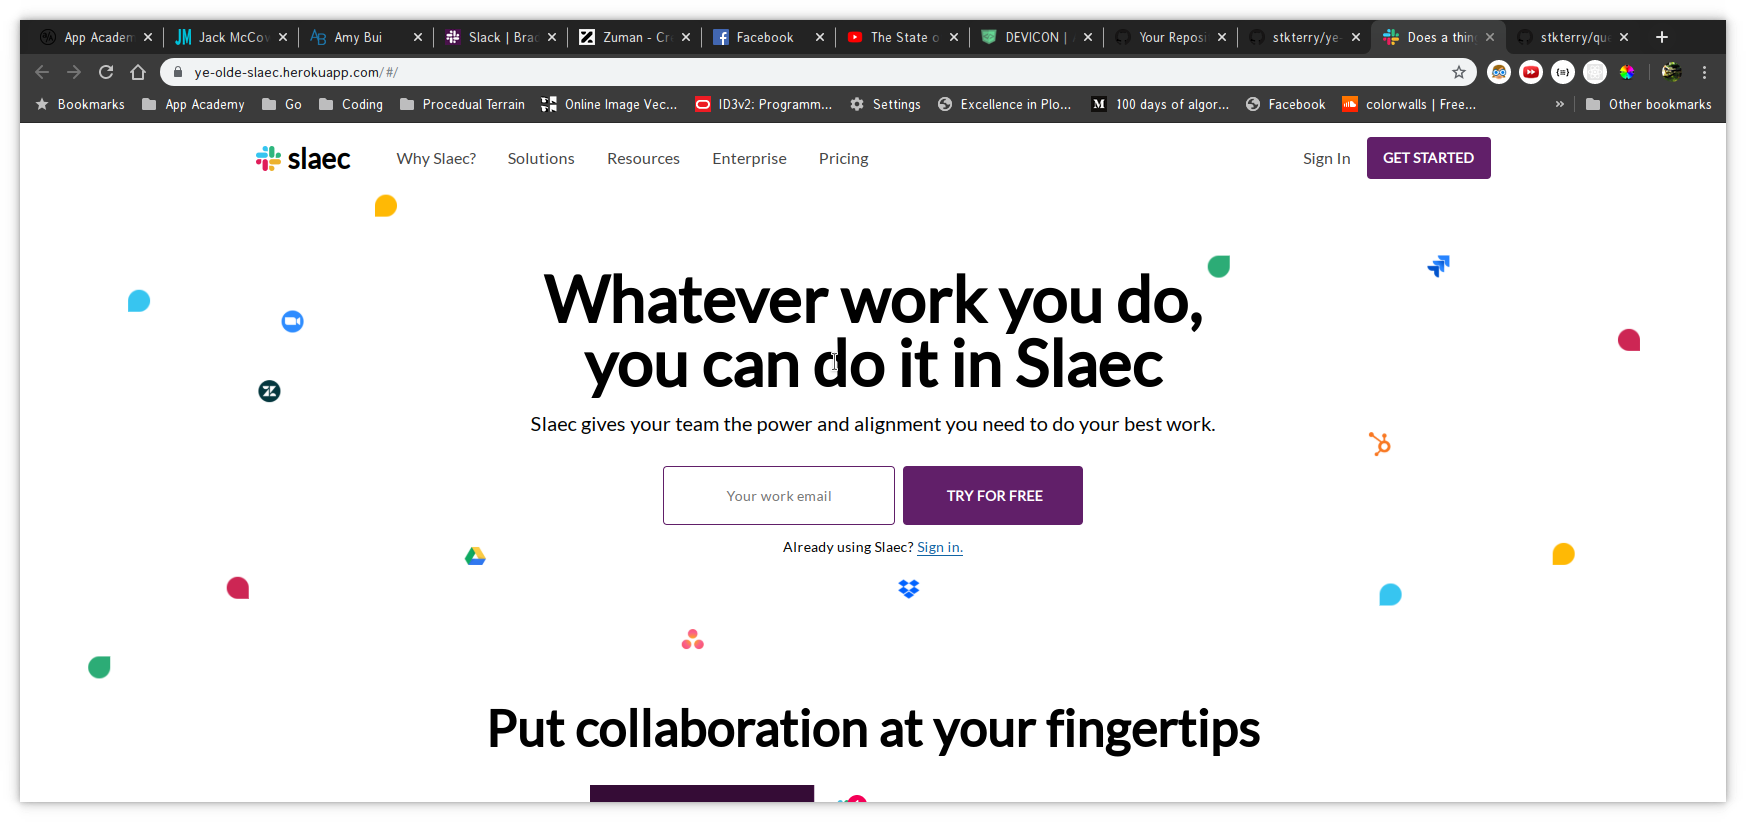 App Academ
Jack McCov
Amy Bui
Slack | Brad
Zuman - Cr
Facebook
The State o
DEVICON |
Your Reposi
stkterry/ye-
Does a thin
stkterry/qu
ye-olde-slaec.herokuapp.com/#/
Bookmarks
App Academy
Go
Coding
Procedual Terrain
Online Image Vec...
ID3v2: Programm...
Settings
Excellence in Plo...
M
100 days of algor...
Facebook
colorwalls | Free...
»
Other bookmarks
slaec
Why Slaec?
Solutions
Resources
Enterprise
Pricing
Sign In
GET STARTED
Whatever work you do,
you can do it in Slaec
Slaec gives your team the power and alignment you need to do your best work.
Your work email
TRY FOR FREE
Already using Slaec? Sign in.
Put collaboration at your fingertips